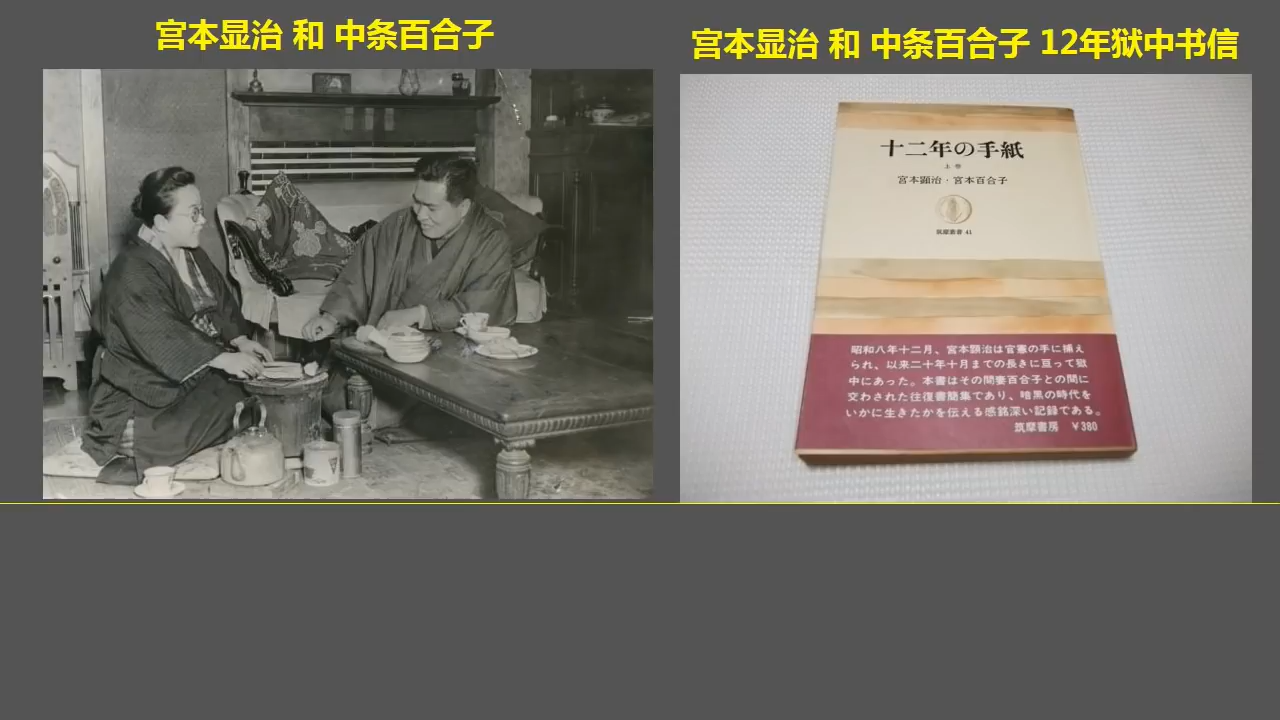 宫本显治 和 中条百合子
宫本显治 和 中条百合子 12年狱中书信
十二年の手紙
上巻
宮本顕治・宮本百合子
筑摩叢書 41
昭和八年十二月、宮本顕治は官憲の手に捕え
られ、以来二十年十月までの長きに亘って獄
中にあった。本書はその間妻百合子との間に
交わされた往復書簡集であり、暗黒の時代を
いかに生きたかを伝える感銘深い記録である。
筑摩書房 ¥380